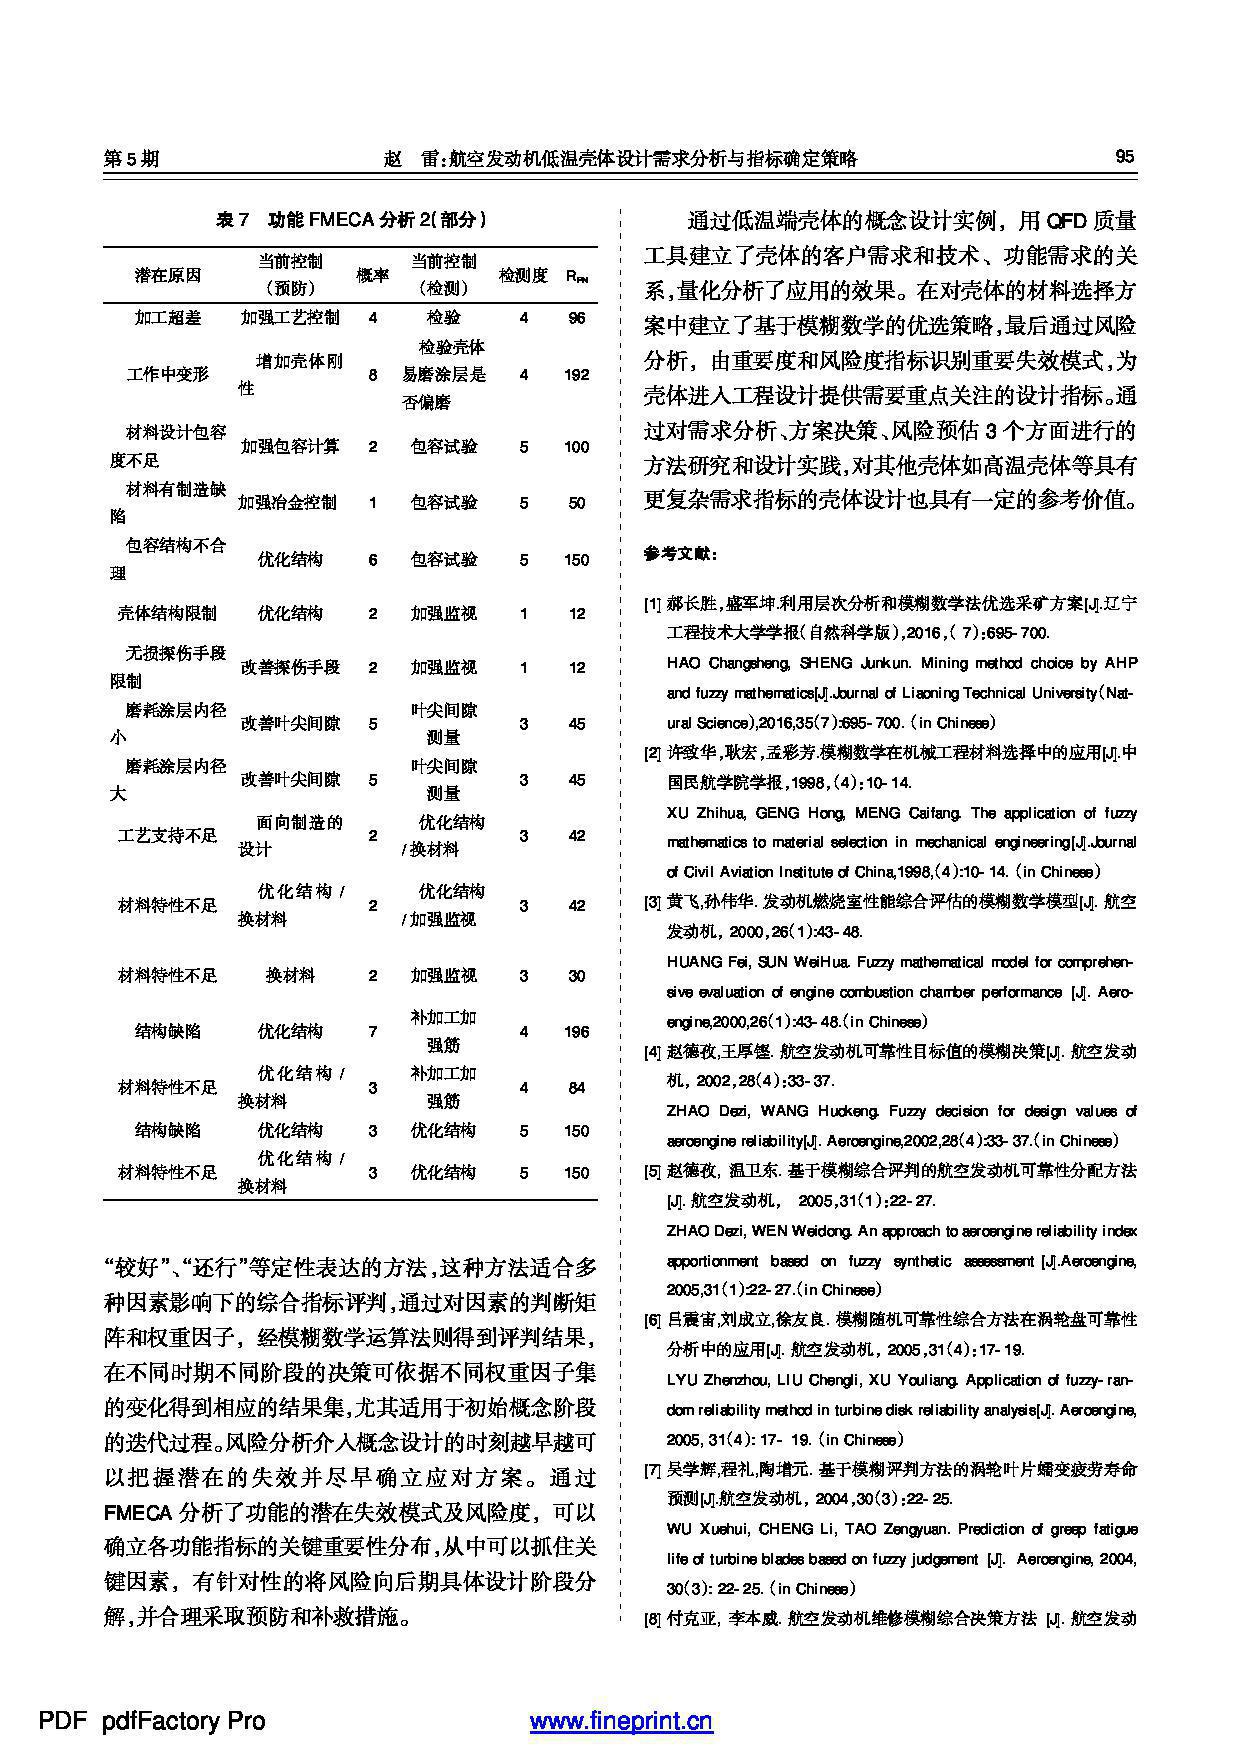 第 5 期 赵 雷:航空发动机低温壳体设计需求分析与指标确定策略 95
表 7 功能 FMECA 分析 2(部分)
潜在原因 当前控制(预防) 概率 当前控制(检测) 检测度 RPN
加工超差 加强工艺控制 4 检验 4 96
工作中变形 增加壳体刚性 8 检验壳体易磨涂层是否偏磨 4 192
材料设计包容度不足 加强包容计算 2 包容试验 5 100
材料有制造缺陷 加强冶金控制 1 包容试验 5 50
包容结构不合理 优化结构 6 包容试验 5 150
壳体结构限制 优化结构 2 加强监视 1 12
无损探伤手段限制 改善探伤手段 2 加强监视 1 12
磨耗涂层内径小 改善叶尖间隙 5 叶尖间隙测量 3 45
磨耗涂层内径大 改善叶尖间隙 5 叶尖间隙测量 3 45
工艺支持不足 面向制造的设计 2 优化结构/换材料 3 42
材料特性不足 优化结构/换材料 2 优化结构/加强监视 3 42
材料特性不足 换材料 2 加强监视 3 30
结构缺陷 优化结构 7 补加工加强筋 4 196
材料特性不足 优化结构/换材料 3 补加工加强筋 4 84
结构缺陷 优化结构 3 优化结构 5 150
材料特性不足 优化结构/换材料 3 优化结构 5 150
“较好”、“还行”等定性表达的方法,这种方法适合多
种因素影响下的综合指标评判,通过对因素的判断矩
阵和权重因子，经模糊数学运算法则得到评判结果，
在不同时期不同阶段的决策可依据不同权重因子集
的变化得到相应的结果集,尤其适用于初始概念阶段
的迭代过程。风险分析介入概念设计的时刻越早越可
以把握潜在的失效并尽早确立应对方案。通过
FMECA 分析了功能的潜在失效模式及风险度，可以
确立各功能指标的关键重要性分布,从中可以抓住关
键因素，有针对性的将风险向后期具体设计阶段分
解,并合理采取预防和补救措施。
通过低温端壳体的概念设计实例，用 QFD 质量
工具建立了壳体的客户需求和技术、功能需求的关
系,量化分析了应用的效果。在对壳体的材料选择方
案中建立了基于模糊数学的优选策略,最后通过风险
分析，由重要度和风险度指标识别重要失效模式,为
壳体进入工程设计提供需要重点关注的设计指标。通
过对需求分析、方案决策、风险预估 3 个方面进行的
方法研究和设计实践,对其他壳体如高温壳体等具有
更复杂需求指标的壳体设计也具有一定的参考价值。
参考文献:
[1] 郝长胜,盛军坤.利用层次分析和模糊数学法优选采矿方案[J].辽宁
工程技术大学学报(自然科学版),2016,( 7):695- 700.
HAO Changsheng, SHENG Junkun. Mining method choice by AHP
and fuzzy mathematics[J].Journal of Liaoning Technical University(Nat-
ural Science),2016,35(7):695- 700. (in Chinese)
[2] 许致华,耿宏,孟彩芳.模糊数学在机械工程材料选择中的应用[J].中
国民航学院学报,1998,(4):10- 14.
XU Zhihua, GENG Hong, MENG Caifang. The application of fuzzy
mathematics to material selection in mechanical engineering[J].Journal
of Civil Aviation Institute of China,1998,(4):10- 14. (in Chinese)
[3] 黄飞,孙伟华. 发动机燃烧室性能综合评估的模糊数学模型[J]. 航空
发动机，2000,26(1):43- 48.
HUANG Fei, SUN WeiHua. Fuzzy mathematical model for comprehen-
sive evaluation of engine combustion chamber performance [J]. Aero-
engine,2000,26(1):43- 48.(in Chinese)
[4] 赵德孜,王厚铿. 航空发动机可靠性目标值的模糊决策[J]. 航空发动
机，2002,28(4):33- 37.
ZHAO Dezi, WANG Huokeng. Fuzzy decision for design values of
aeroengine reliability[J]. Aeroengine,2002,28(4):33- 37.(in Chinese)
[5] 赵德孜，温卫东. 基于模糊综合评判的航空发动机可靠性分配方法
[J]. 航空发动机， 2005,31(1):22- 27.
ZHAO Dezi, WEN Weidong. An approach to aeroengine reliability index
apportionment based on fuzzy synthetic assessment [J].Aeroengine,
2005,31(1):22- 27.(in Chinese)
[6] 吕震宙,刘成立,徐友良. 模糊随机可靠性综合方法在涡轮盘可靠性
分析中的应用[J]. 航空发动机，2005,31(4):17- 19.
LYU Zhenzhou, LIU Chengli, XU Youliang. Application of fuzzy- ran-
dom reliability method in turbine disk reliability analysis[J]. Aeroengine,
2005, 31(4): 17- 19. (in Chinese)
[7] 吴学辉,程礼,陶增元. 基于模糊评判方法的涡轮叶片蠕变疲劳寿命
预测[J].航空发动机，2004,30(3):22- 25.
WU Xuehui, CHENG Li, TAO Zengyuan. Prediction of greep fatigue
life of turbine blades based on fuzzy judgement [J]. Aeroengine, 2004,
30(3): 22- 25. (in Chinese)
[8] 付克亚，李本威. 航空发动机维修模糊综合决策方法 [J]. 航空发动
PDF pdfFactory Pro www.fineprint.cn